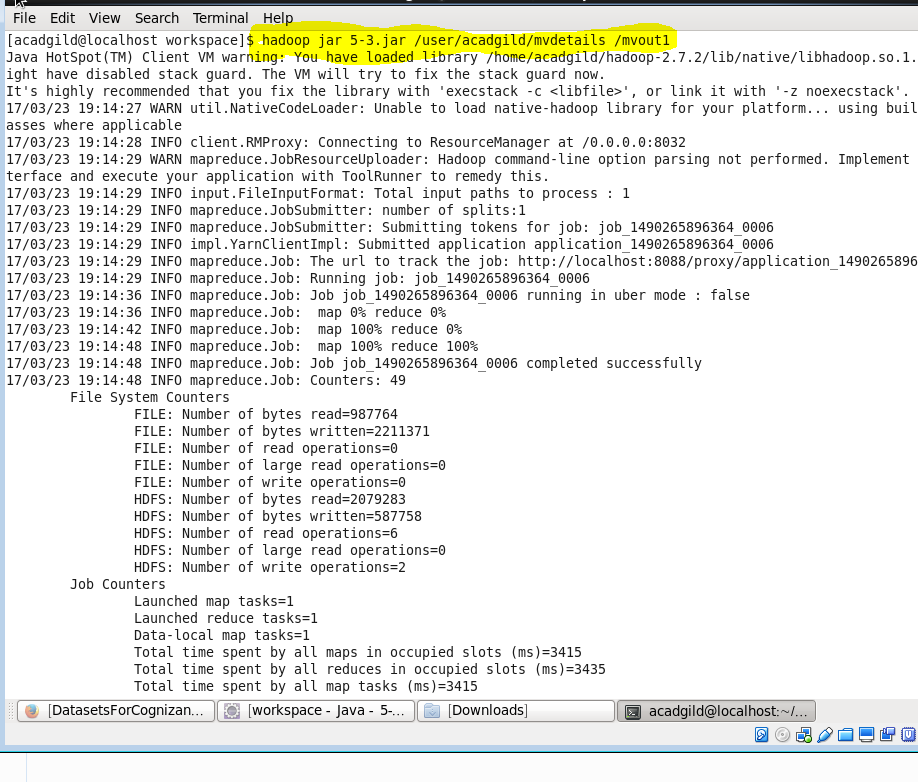 File Edit View Search Terminal Help
[acadgild@localhost workspace]$ hadoop jar 5-3.jar /user/acadgild/mvdetails /mvout1
Java HotSpot(TM) Client VM warning: You have loaded library /home/acadgild/hadoop-2.7.2/lib/native/libhadoop.so.1.
ight have disabled stack guard. The VM will try to fix the stack guard now.
It's highly recommended that you fix the library with 'execstack -c <libfile>', or link it with '-z noexecstack'.
17/03/23 19:14:27 WARN util.NativeCodeLoader: Unable to load native-hadoop library for your platform... using buil
asses where applicable
17/03/23 19:14:28 INFO client.RMProxy: Connecting to ResourceManager at /0.0.0.0:8032
17/03/23 19:14:29 WARN mapreduce.JobResourceUploader: Hadoop command-line option parsing not performed. Implement
terface and execute your application with ToolRunner to remedy this.
17/03/23 19:14:29 INFO input.FileInputFormat: Total input paths to process : 1
17/03/23 19:14:29 INFO mapreduce.JobSubmitter: number of splits:1
17/03/23 19:14:29 INFO mapreduce.JobSubmitter: Submitting tokens for job: job_1490265896364_0006
17/03/23 19:14:29 INFO impl.YarnClientImpl: Submitted application application_1490265896364_0006
17/03/23 19:14:29 INFO mapreduce.Job: The url to track the job: http://localhost:8088/proxy/application_1490265896
17/03/23 19:14:29 INFO mapreduce.Job: Running job: job_1490265896364_0006
17/03/23 19:14:36 INFO mapreduce.Job: Job job_1490265896364_0006 running in uber mode : false
17/03/23 19:14:36 INFO mapreduce.Job:  map 0% reduce 0%
17/03/23 19:14:42 INFO mapreduce.Job:  map 100% reduce 0%
17/03/23 19:14:48 INFO mapreduce.Job:  map 100% reduce 100%
17/03/23 19:14:48 INFO mapreduce.Job: Job job_1490265896364_0006 completed successfully
17/03/23 19:14:48 INFO mapreduce.Job: Counters: 49
File System Counters
FILE: Number of bytes read=987764
FILE: Number of bytes written=2211371
FILE: Number of read operations=0
FILE: Number of large read operations=0
FILE: Number of write operations=0
HDFS: Number of bytes read=2079283
HDFS: Number of bytes written=587758
HDFS: Number of read operations=6
HDFS: Number of large read operations=0
HDFS: Number of write operations=2
Job Counters
Launched map tasks=1
Launched reduce tasks=1
Data-local map tasks=1
Total time spent by all maps in occupied slots (ms)=3415
Total time spent by all reduces in occupied slots (ms)=3435
Total time spent by all map tasks (ms)=3415
[DatasetsForCognizan... [workspace - Java - 5-... [Downloads] acadgild@localhost:~/...